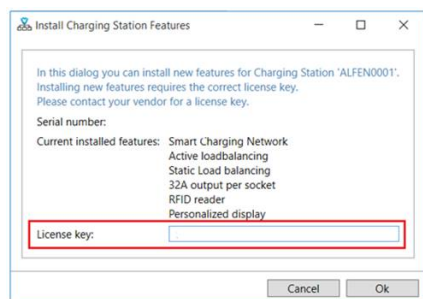 Install Charging Station Features
In this dialog you can install new features for Charging Station 'ALFEN0001'.
Installing new features requires the correct license key.
Please contact your vendor for a license key.
Serial number:
Current installed features: Smart Charging Network
Active loadbalancing
Static Load balancing
32A output per socket
RFID reader
Personalized display
License key:
Cancel Ok